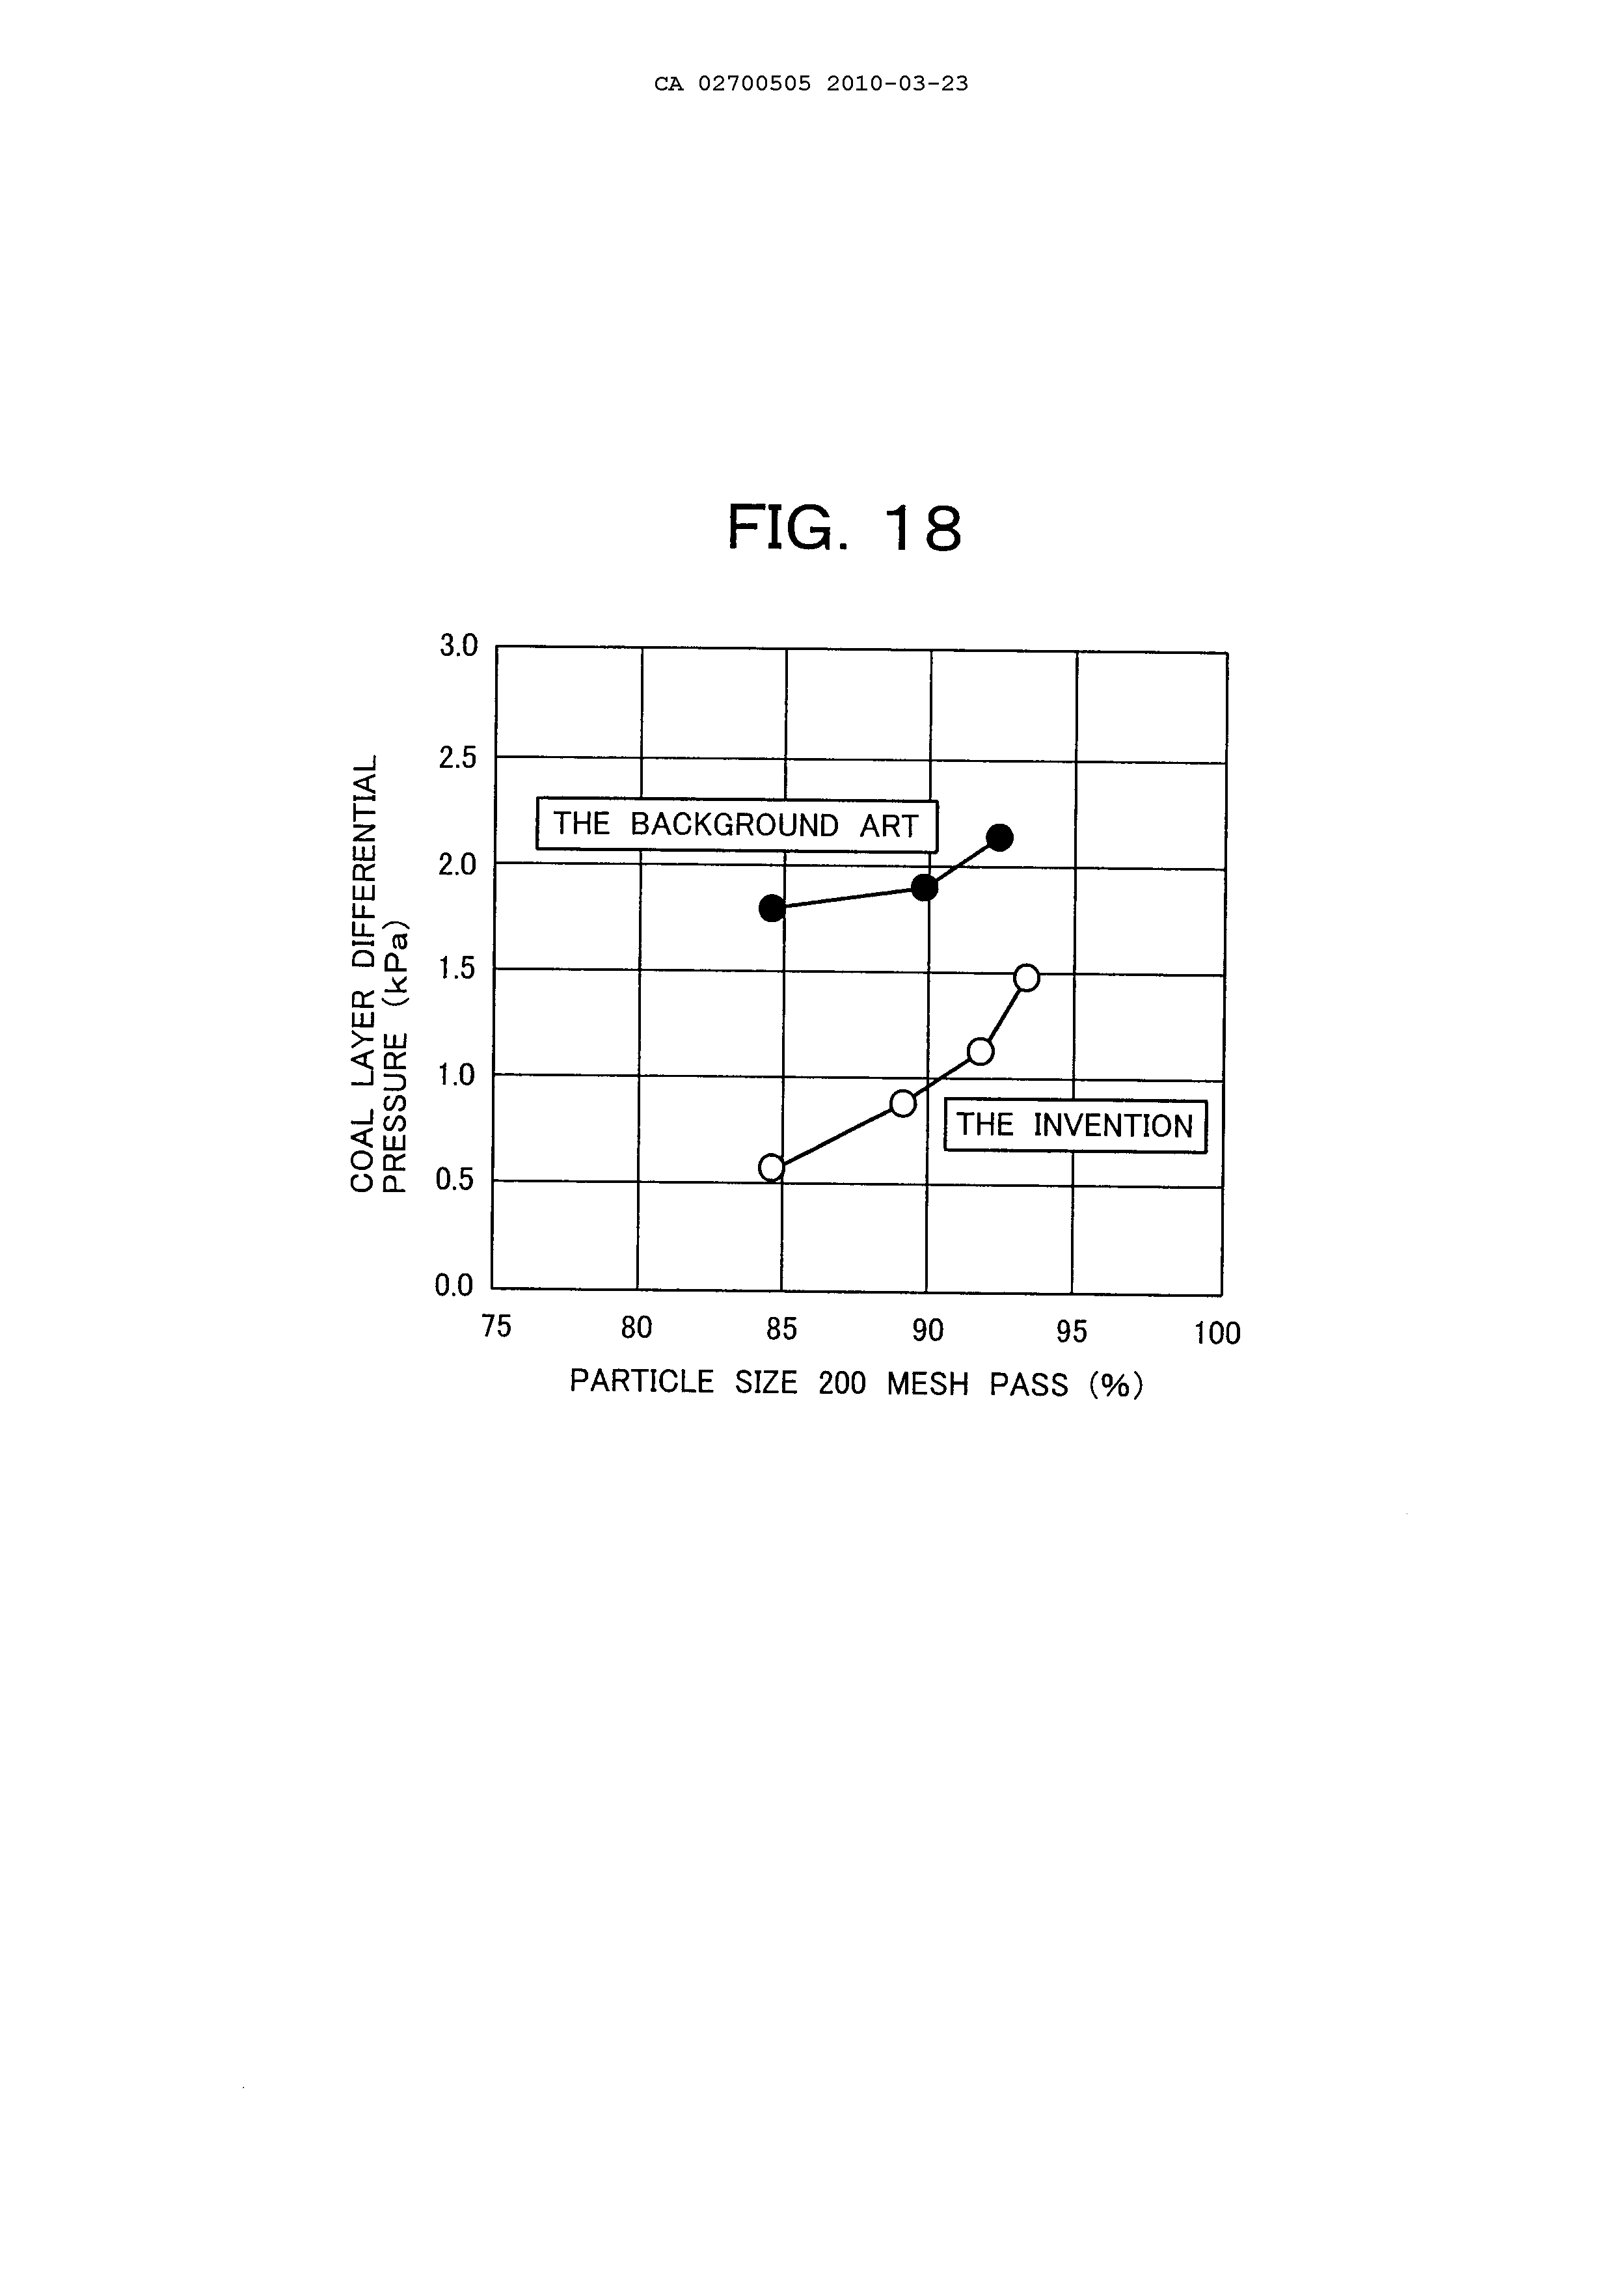 CA 02700505 2010-03-23
FIG. 18
COAL LAYER DIFFERENTIAL
PRESSURE (kPa)
3.0
2.5
2.0
1.5
1.0
0.5
0.0
THE BACKGROUND ART
THE INVENTION
75 80 85 90 95 100
PARTICLE SIZE 200 MESH PASS (%)